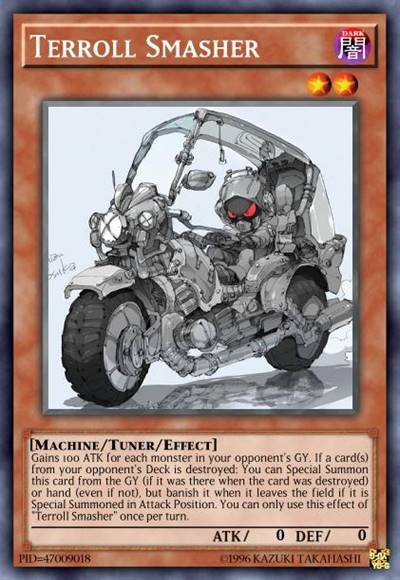 TERROLL SMASHER
DARK
闇
[MACHINE/TUNER/EFFECT]
Gains 100 ATK for each monster in your opponent's GY. If a card(s)
from your opponent's Deck is destroyed: You can Special Summon
this card from the GY (if it was there when the card was destroyed)
or hand (even if not), but banish it when it leaves the field if it is
Special Summoned in Attack Position. You can only use this effect of
"Terroll Smasher" once per turn.
ATK/ 0 DEF/ 0
PID=47009018 ©1996 KAZUKI TAKAHASHI